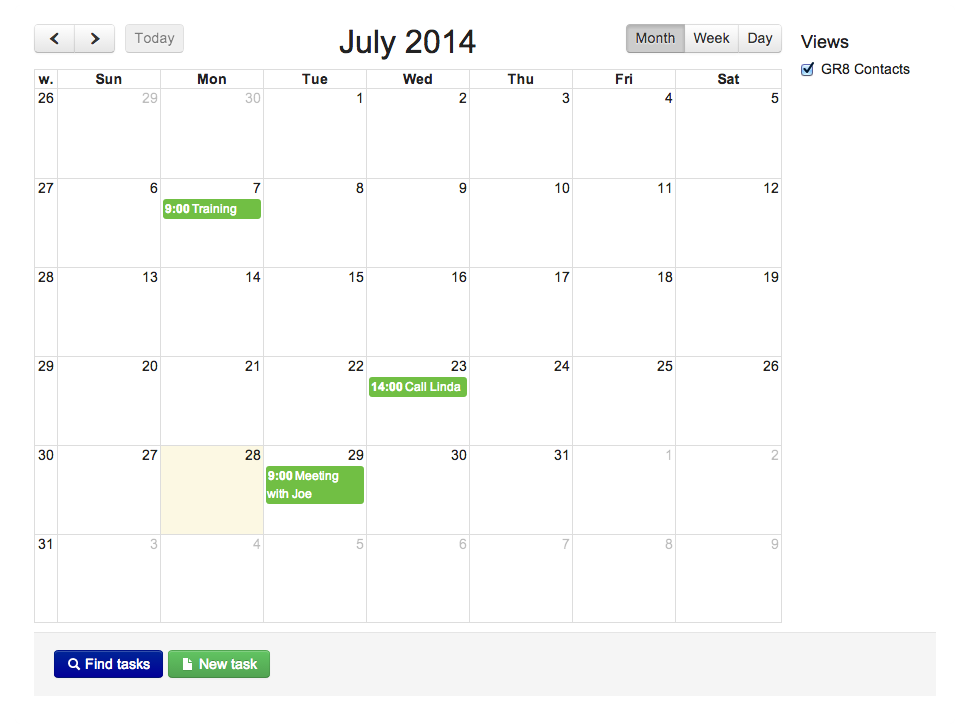 Today
July 2014
Month Week Day
Views
GR8 Contacts
w. Sun Mon Tue Wed Thu Fri Sat
26 29 30 1 2 3 4 5
27 6 7 8 9 10 11 12
9:00 Training
28 13 14 15 16 17 18 19
29 20 21 22 23 24 25 26
14:00 Call Linda
30 27 28 29 30 31 1 2
9:00 Meeting
with Joe
31 3 4 5 6 7 8 9
Find tasks New task